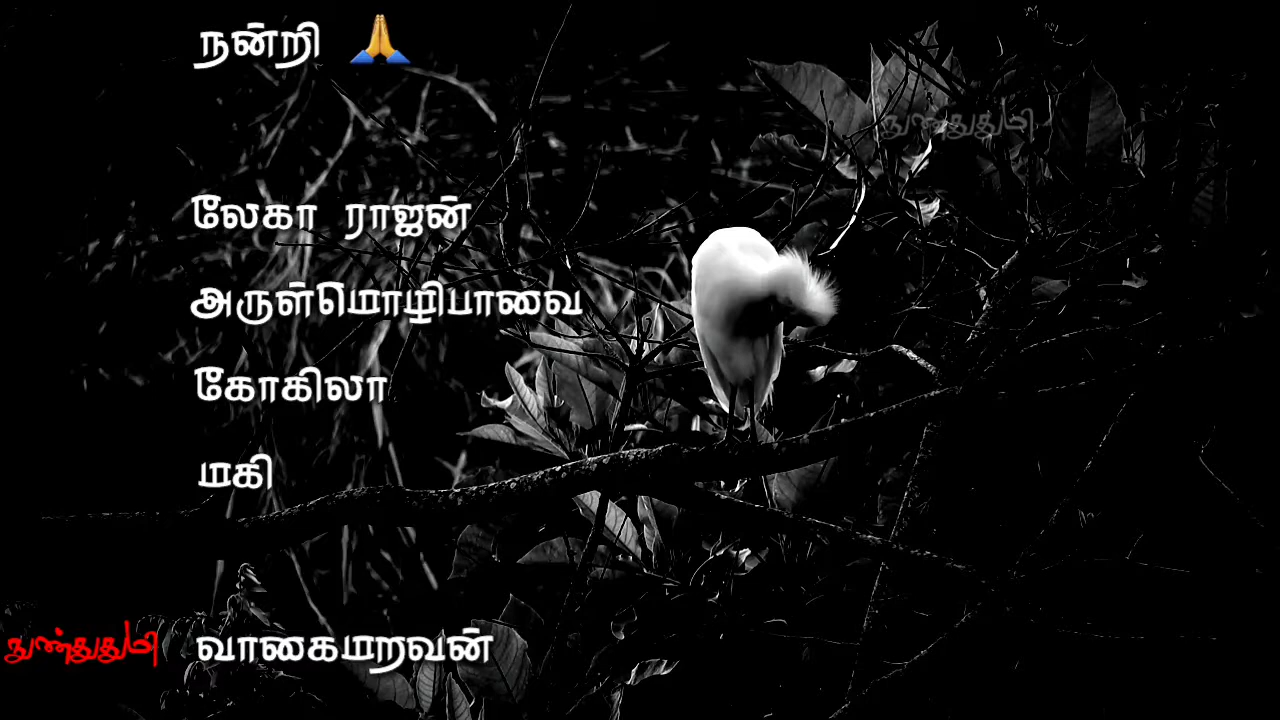 நன்றி 🙏
லேகா ராஜன்
அருள்மொழிபாவை
கோகிலா
மகி
வாகைமறவன்